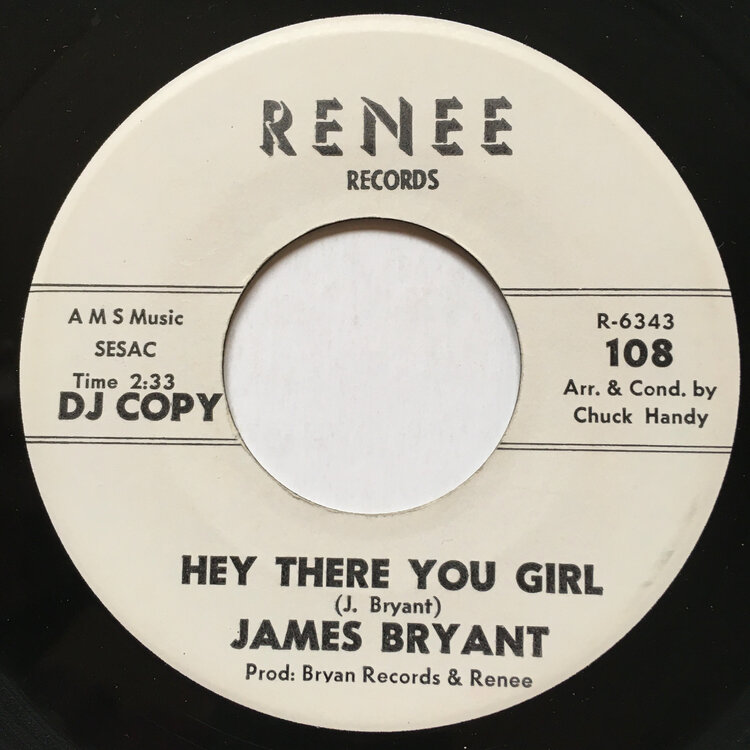 RENEE
RECORDS
A M S Music
SESAC
Time 2:33
DJ COPY
R-6343
108
Arr. & Cond. by
Chuck Handy
HEY THERE YOU GIRL
(J. Bryant)
JAMES BRYANT
Prod: Bryan Records & Renee